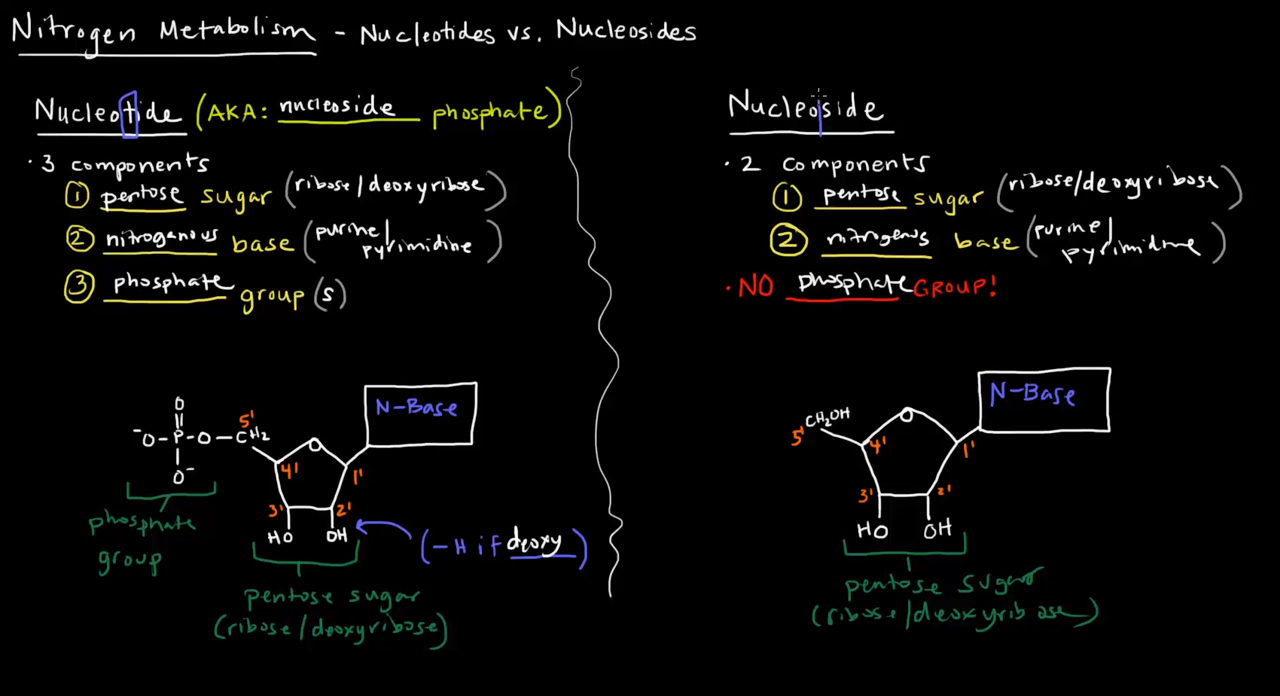 Nitrogen Metabolism - Nucleotides vs. Nucleosides
Nucleotide (AKA: nucleoside phosphate)
• 3 components
① pentose sugar (ribose/deoxyribose)
② nitrogenous base (purine/
pyrimidine)
③ phosphate group (s)
O
⁻O-P-O-CH₂
5'
O⁻
O
N-Base
4'
1'
3'
2'
HO
OH
(-H if deoxy)
phosphate
group
pentose sugar
(ribose/deoxyribose)
Nucleoside
• 2 components
① pentose sugar (ribose/deoxyribose)
② nitrogenous base (purine/
pyrimidine)
• NO phosphate GROUP!
CH₂OH
5'
O
N-Base
4'
1'
3'
2'
HO
OH
pentose sugar
(ribose/deoxyribose)